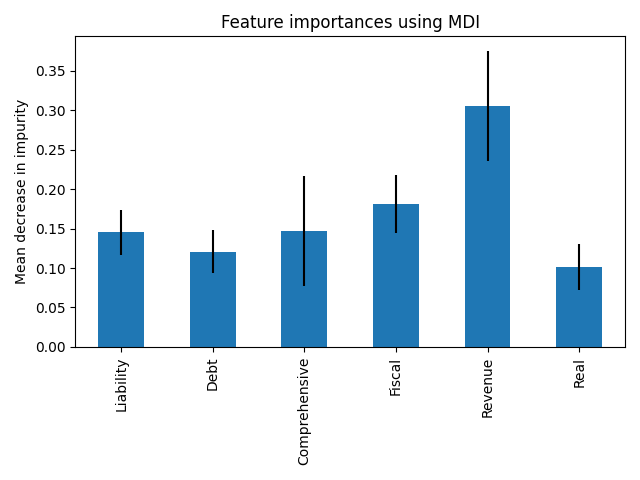 Feature importances using MDI
Mean decrease in impurity
0.35
0.30
0.25
0.20
0.15
0.10
0.05
0.00
Liability
Debt
Comprehensive
Fiscal
Revenue
Real